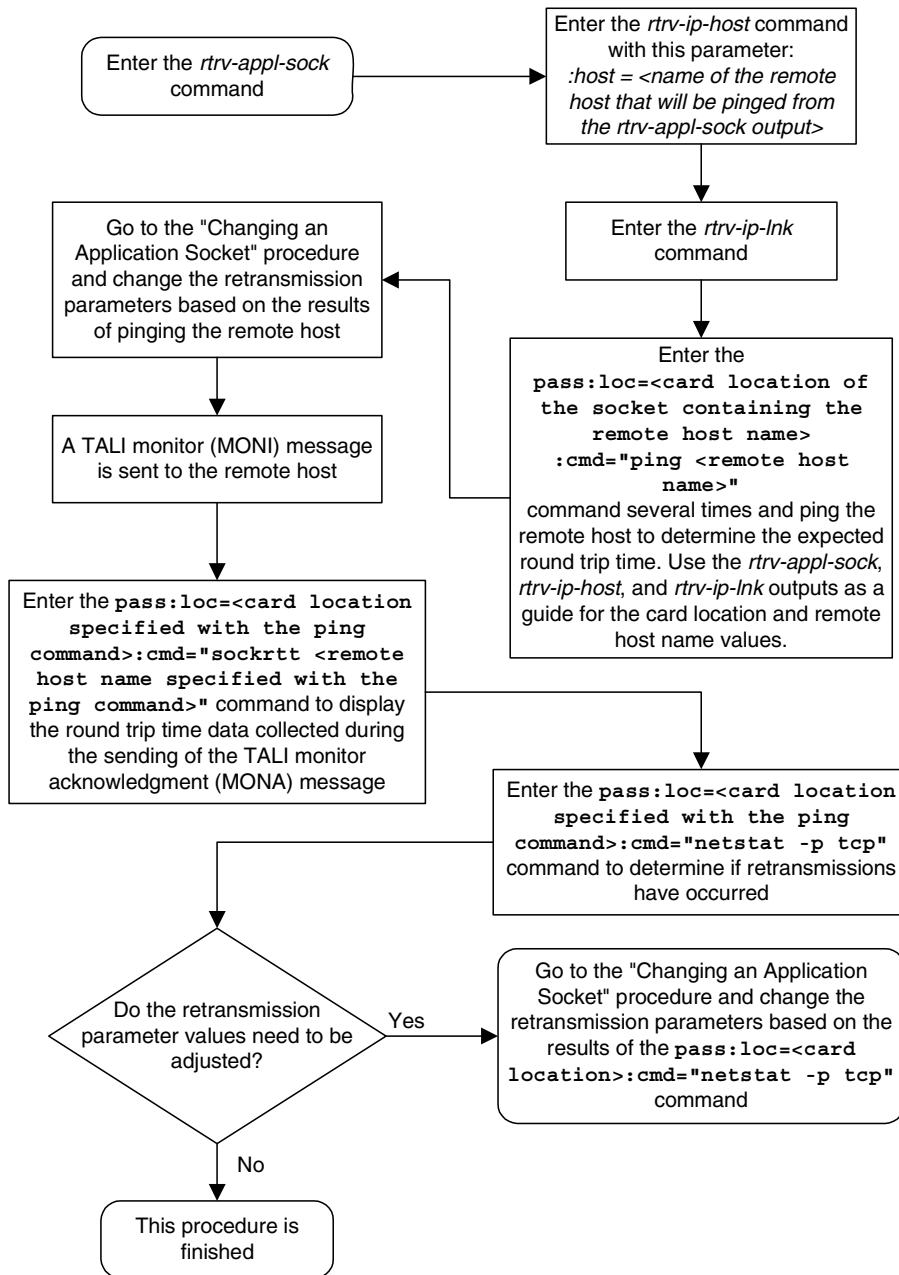 Enter the rtrv-appl-sock
command
Enter the rtrv-ip-host command
with this parameter:
:host = <name of the remote
host that will be pinged from
the rtrv-appl-sock output>
Enter the rtrv-ip-lnk
command
Enter the
pass:loc=<card location of
the socket containing the
remote host name>
:cmd="ping <remote host
name>"
command several times and ping the
remote host to determine the expected
round trip time. Use the rtrv-appl-sock,
rtrv-ip-host, and rtrv-ip-lnk outputs as a
guide for the card location and remote
host name values.
Go to the "Changing an
Application Socket" procedure
and change the retransmission
parameters based on the results
of pinging the remote host
A TALI monitor (MONI) message
is sent to the remote host
Enter the pass:loc=<card location
specified with the ping
command>:cmd="sockrtt <remote
host name specified with the
ping command>" command to display
the round trip time data collected during
the sending of the TALI monitor
acknowledgment (MONA) message
Enter the pass:loc=<card location
specified with the ping
command>:cmd="netstat -p tcp"
command to determine if retransmissions
have occurred
Do the retransmission
parameter values need to be
adjusted?
Yes
Go to the "Changing an Application
Socket" procedure and change the
retransmission parameters based on the
results of the pass:loc=<card
location>:cmd="netstat -p tcp"
command
No
This procedure is
finished